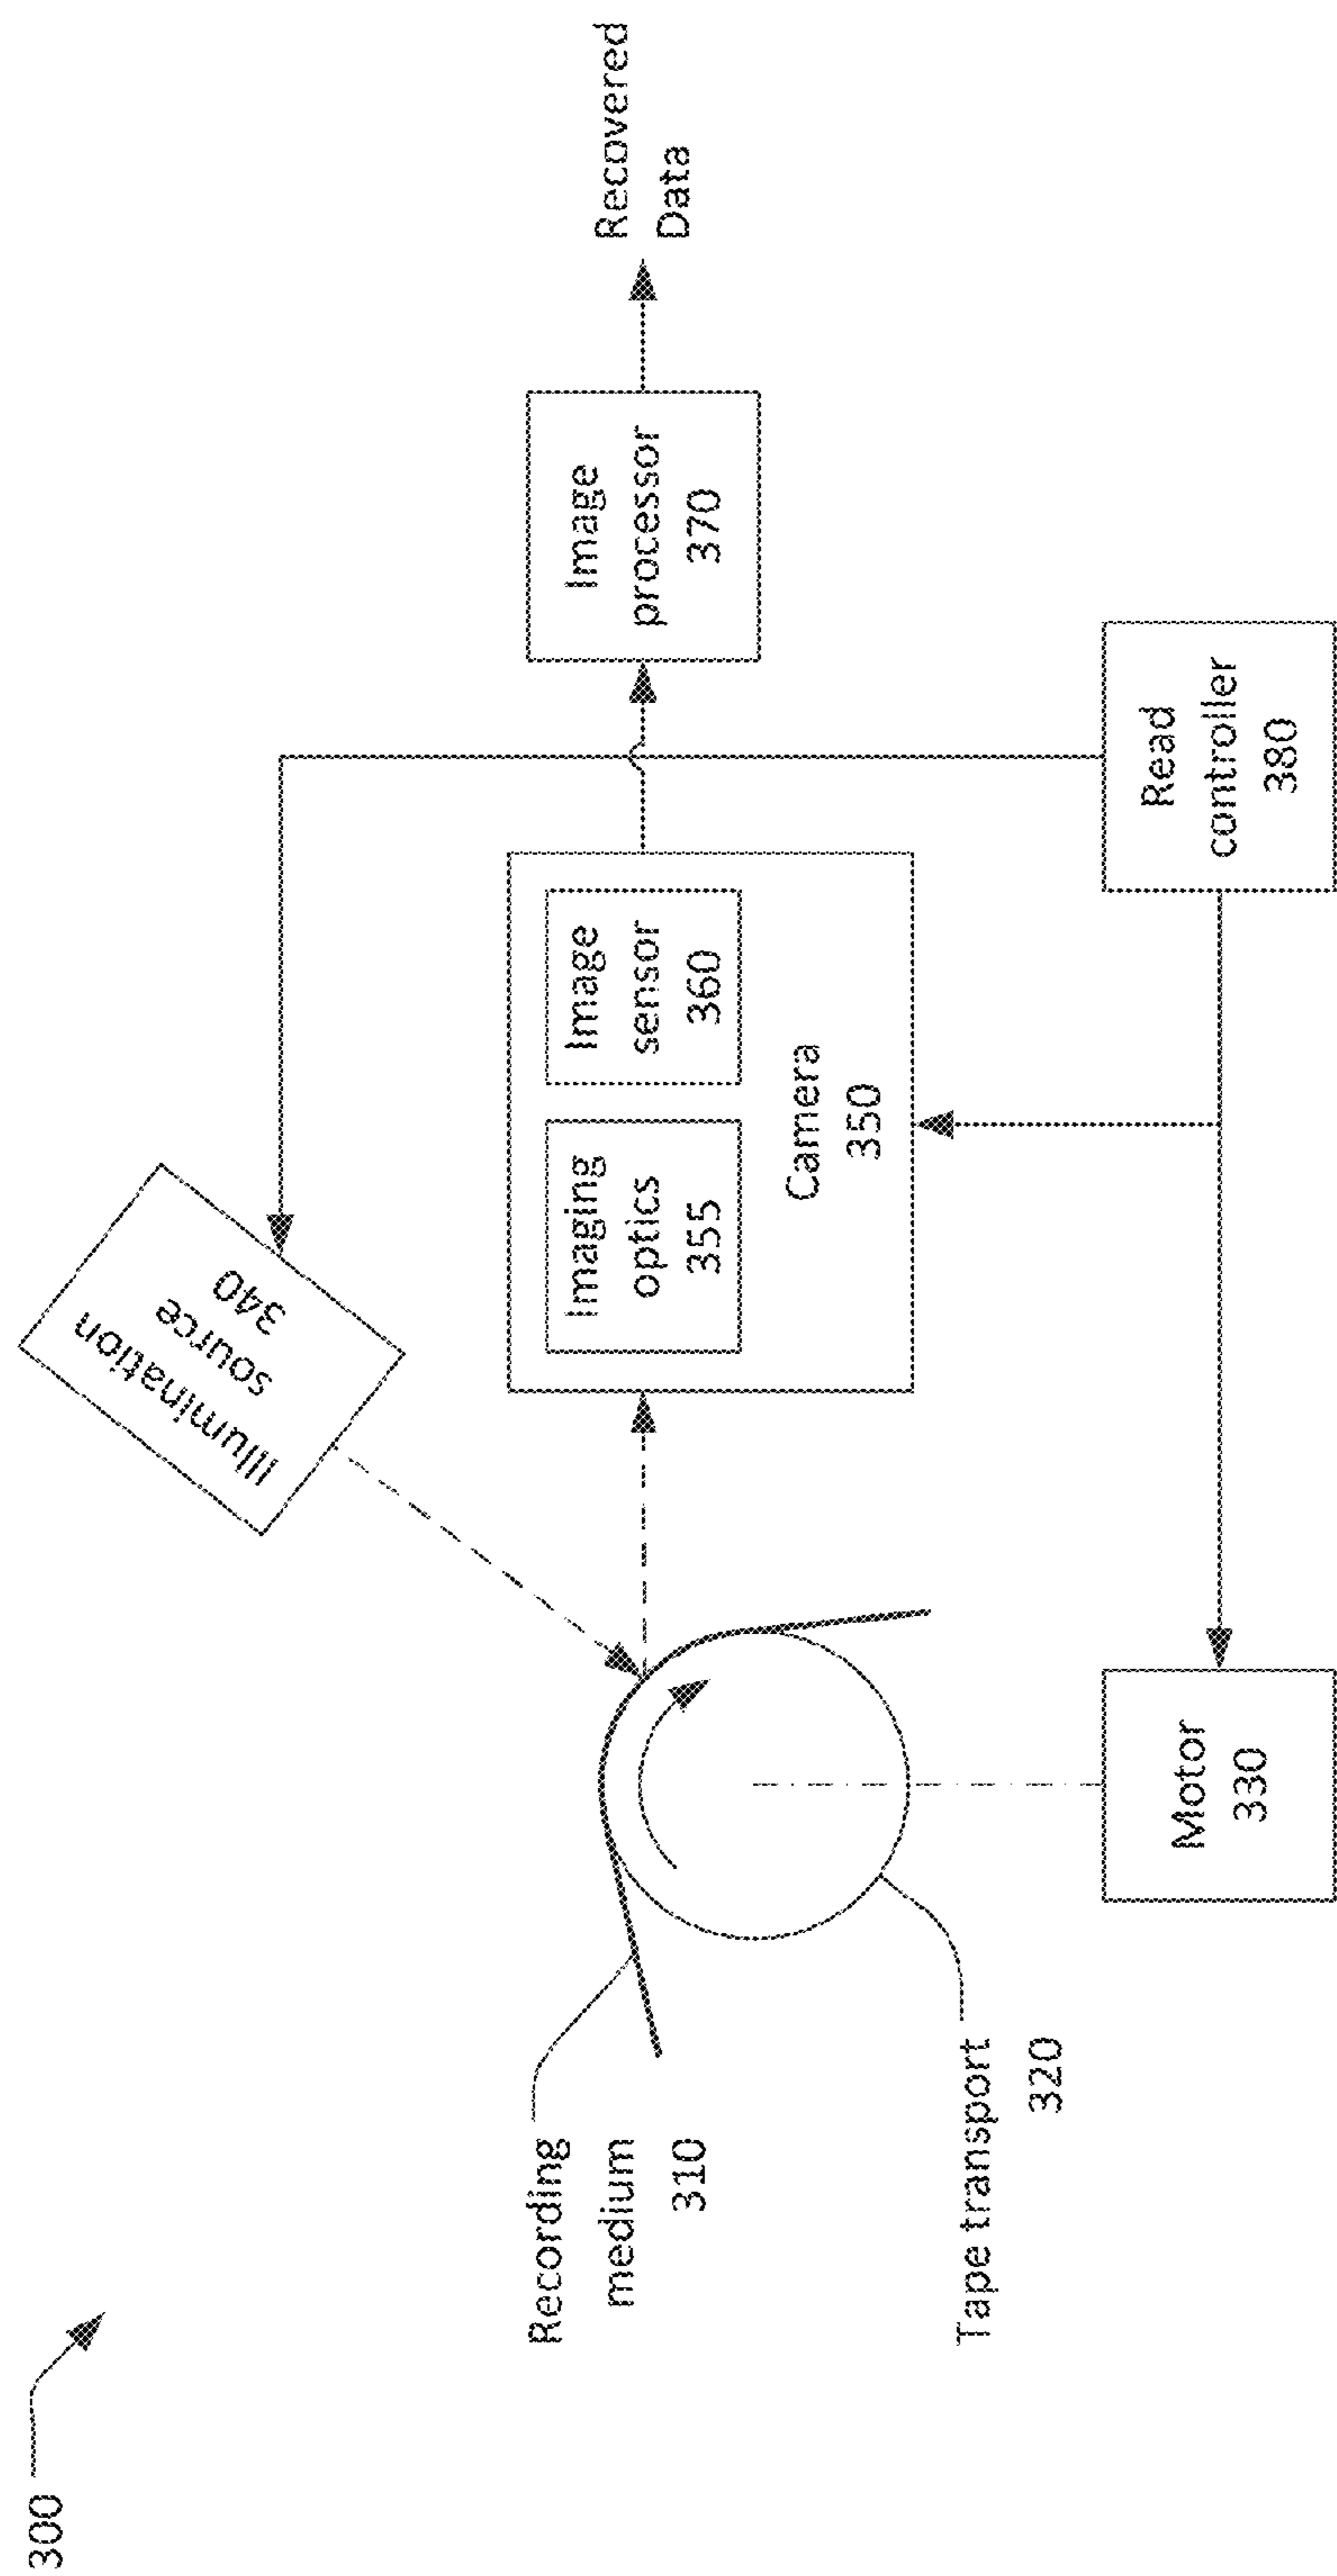 300
Recording
medium
310
Tape transport
320
Illumination
source
340
Motor
330
Imaging
optics
355
Image
sensor
360
Camera
350
Read
controller
380
Image
processor
370
Recovered
Data